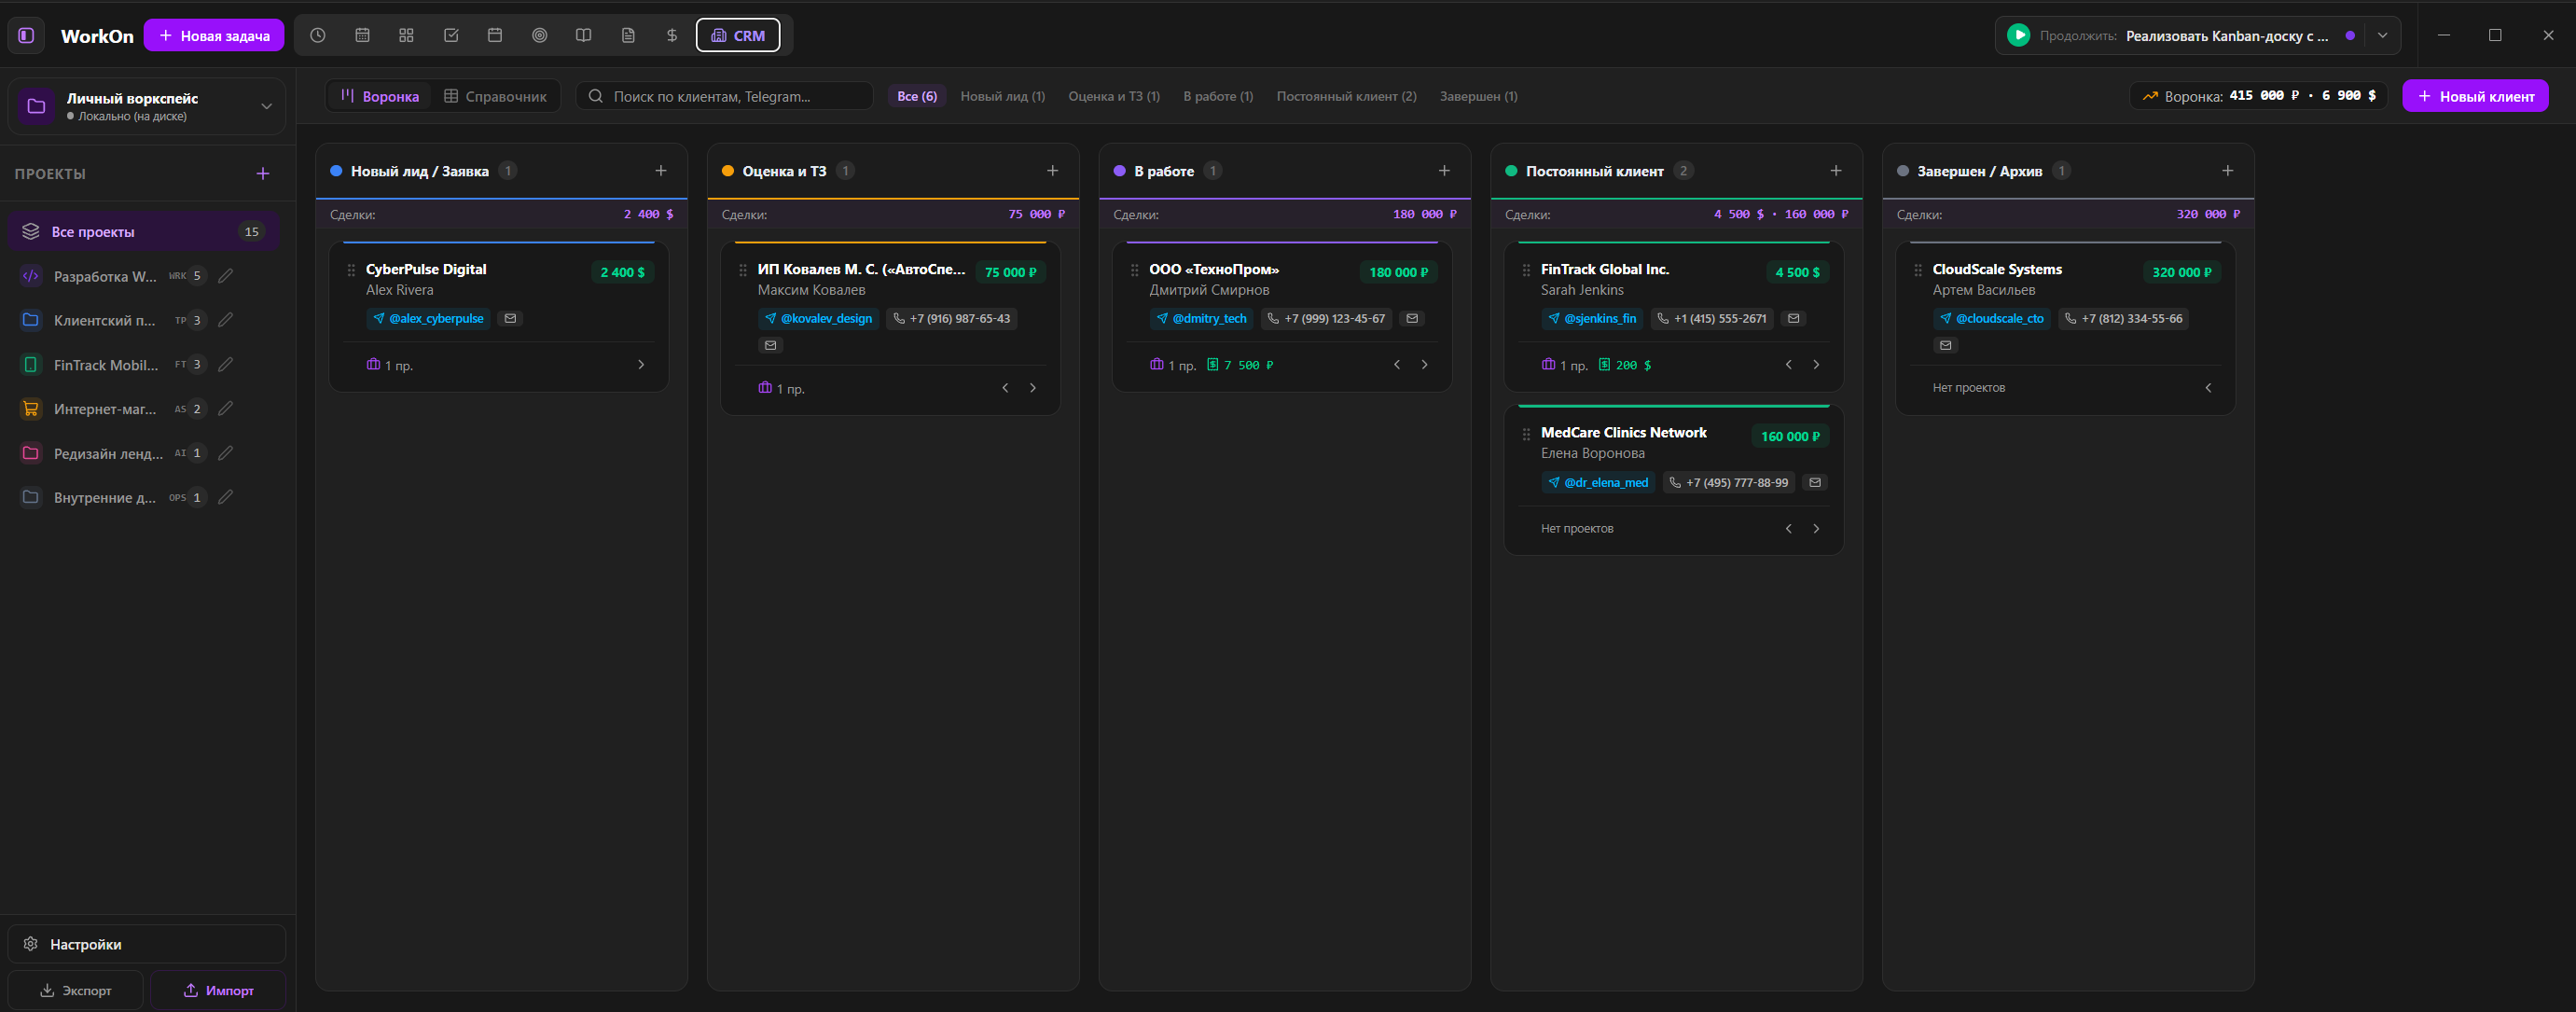 WorkOn
+ Новая задача
CRM
Продолжить: Реализовать Kanban-доску с ...
Личный воркспейс
Локально (на диске)
ПРОЕКТЫ
Все проекты 15
Разработка W... WRK 5
Клиентский п... TP 3
FinTrack Mobil... FT 3
Интернет-маг... AS 2
Редизайн ленд... AI 1
Внутренние д... OPS 1
Настройки
Экспорт
Импорт
Воронка
Справочник
Поиск по клиентам, Telegram...
Все (6)
Новый лид (1)
Оценка и ТЗ (1)
В работе (1)
Постоянный клиент (2)
Завершен (1)
Воронка: 415 000 ₽ • 6 900 $
+ Новый клиент
Новый лид / Заявка 1
Сделки: 2 400 $
CyberPulse Digital 2 400 $
Alex Rivera
@alex_cyberpulse
1 пр.
Оценка и ТЗ 1
Сделки: 75 000 ₽
ИП Ковалев М. С. («АвтоСпе... 75 000 ₽
Максим Ковалев
@kovalev_design +7 (916) 987-65-43
1 пр.
В работе 1
Сделки: 180 000 ₽
ООО «ТехноПром» 180 000 ₽
Дмитрий Смирнов
@dmitry_tech +7 (999) 123-45-67
1 пр. 7 500 ₽
Постоянный клиент 2
Сделки: 4 500 $ • 160 000 ₽
FinTrack Global Inc. 4 500 $
Sarah Jenkins
@sjenkins_fin +1 (415) 555-2671
1 пр. 200 $
MedCare Clinics Network 160 000 ₽
Елена Воронова
@dr_elena_med +7 (495) 777-88-99
Нет проектов
Завершен / Архив 1
Сделки: 320 000 ₽
CloudScale Systems 320 000 ₽
Артем Васильев
@cloudscale_cto +7 (812) 334-55-66
Нет проектов